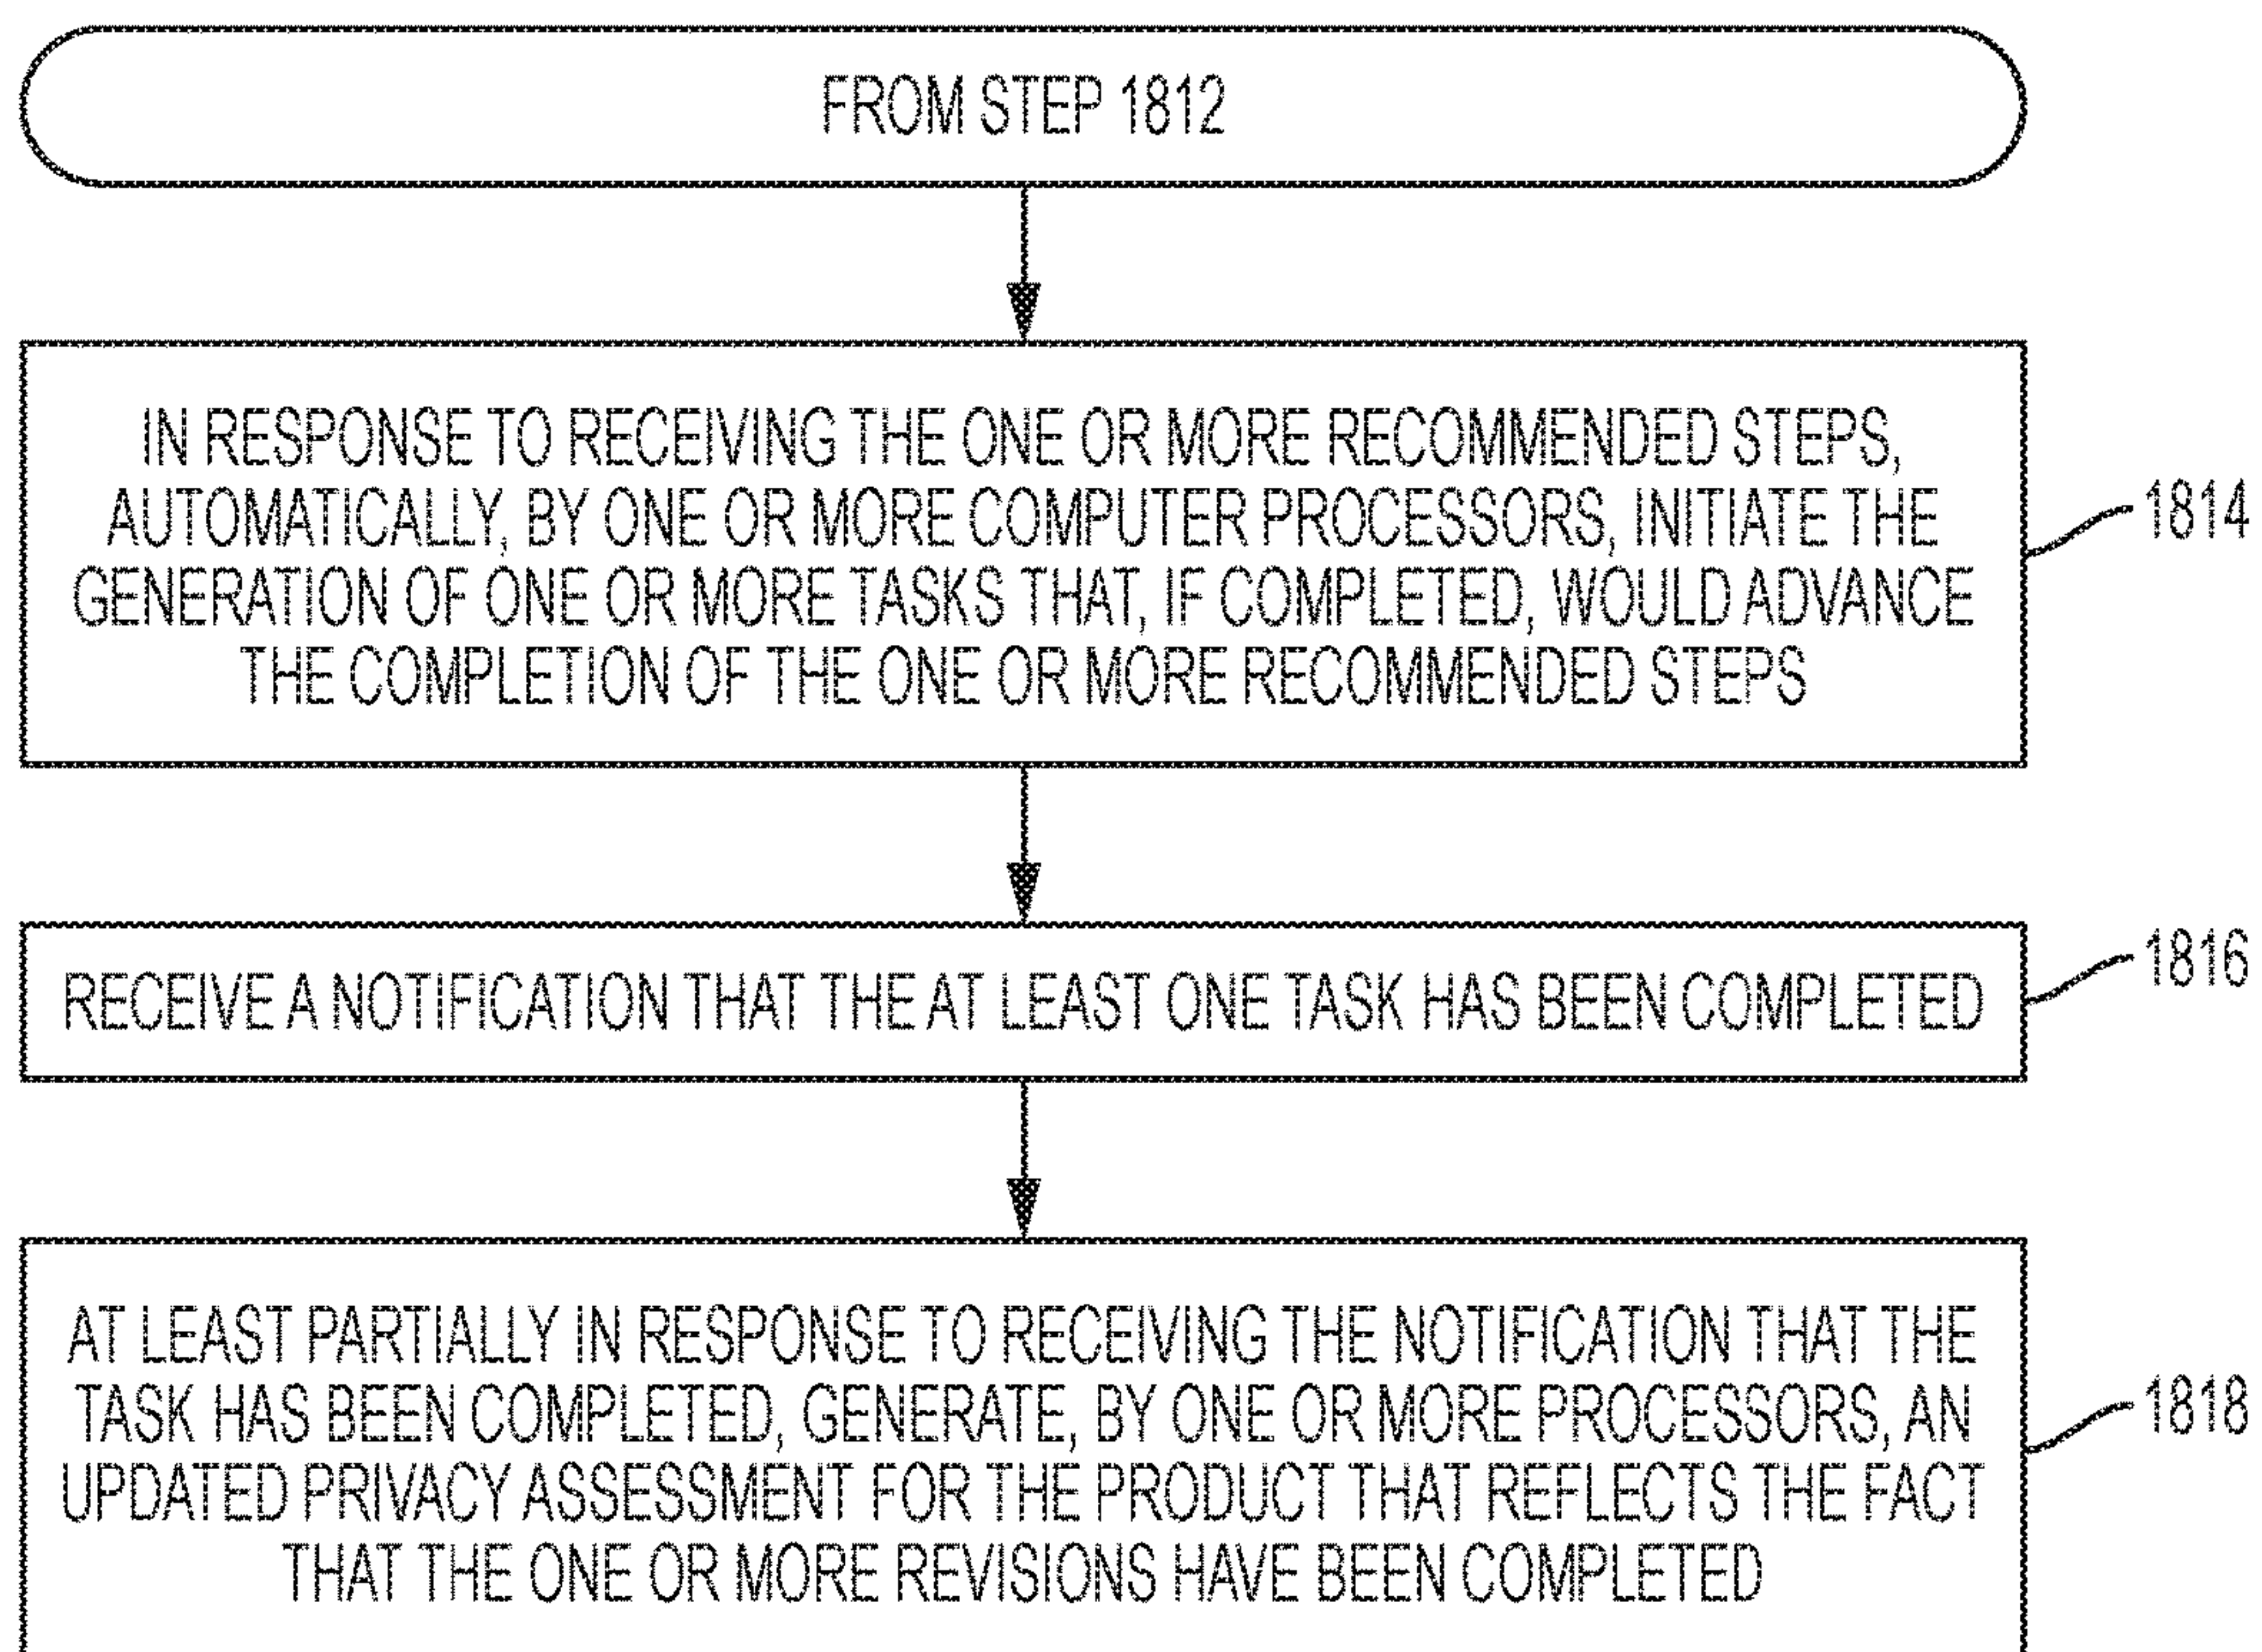 FROM STEP 1812
IN RESPONSE TO RECEIVING THE ONE OR MORE RECOMMENDED STEPS,
AUTOMATICALLY, BY ONE OR MORE COMPUTER PROCESSORS, INITIATE THE
GENERATION OF ONE OR MORE TASKS THAT, IF COMPLETED, WOULD ADVANCE
THE COMPLETION OF THE ONE OR MORE RECOMMENDED STEPS
1814
RECEIVE A NOTIFICATION THAT THE AT LEAST ONE TASK HAS BEEN COMPLETED
1816
AT LEAST PARTIALLY IN RESPONSE TO RECEIVING THE NOTIFICATION THAT THE
TASK HAS BEEN COMPLETED, GENERATE, BY ONE OR MORE PROCESSORS, AN
UPDATED PRIVACY ASSESSMENT FOR THE PRODUCT THAT REFLECTS THE FACT
THAT THE ONE OR MORE REVISIONS HAVE BEEN COMPLETED
1818